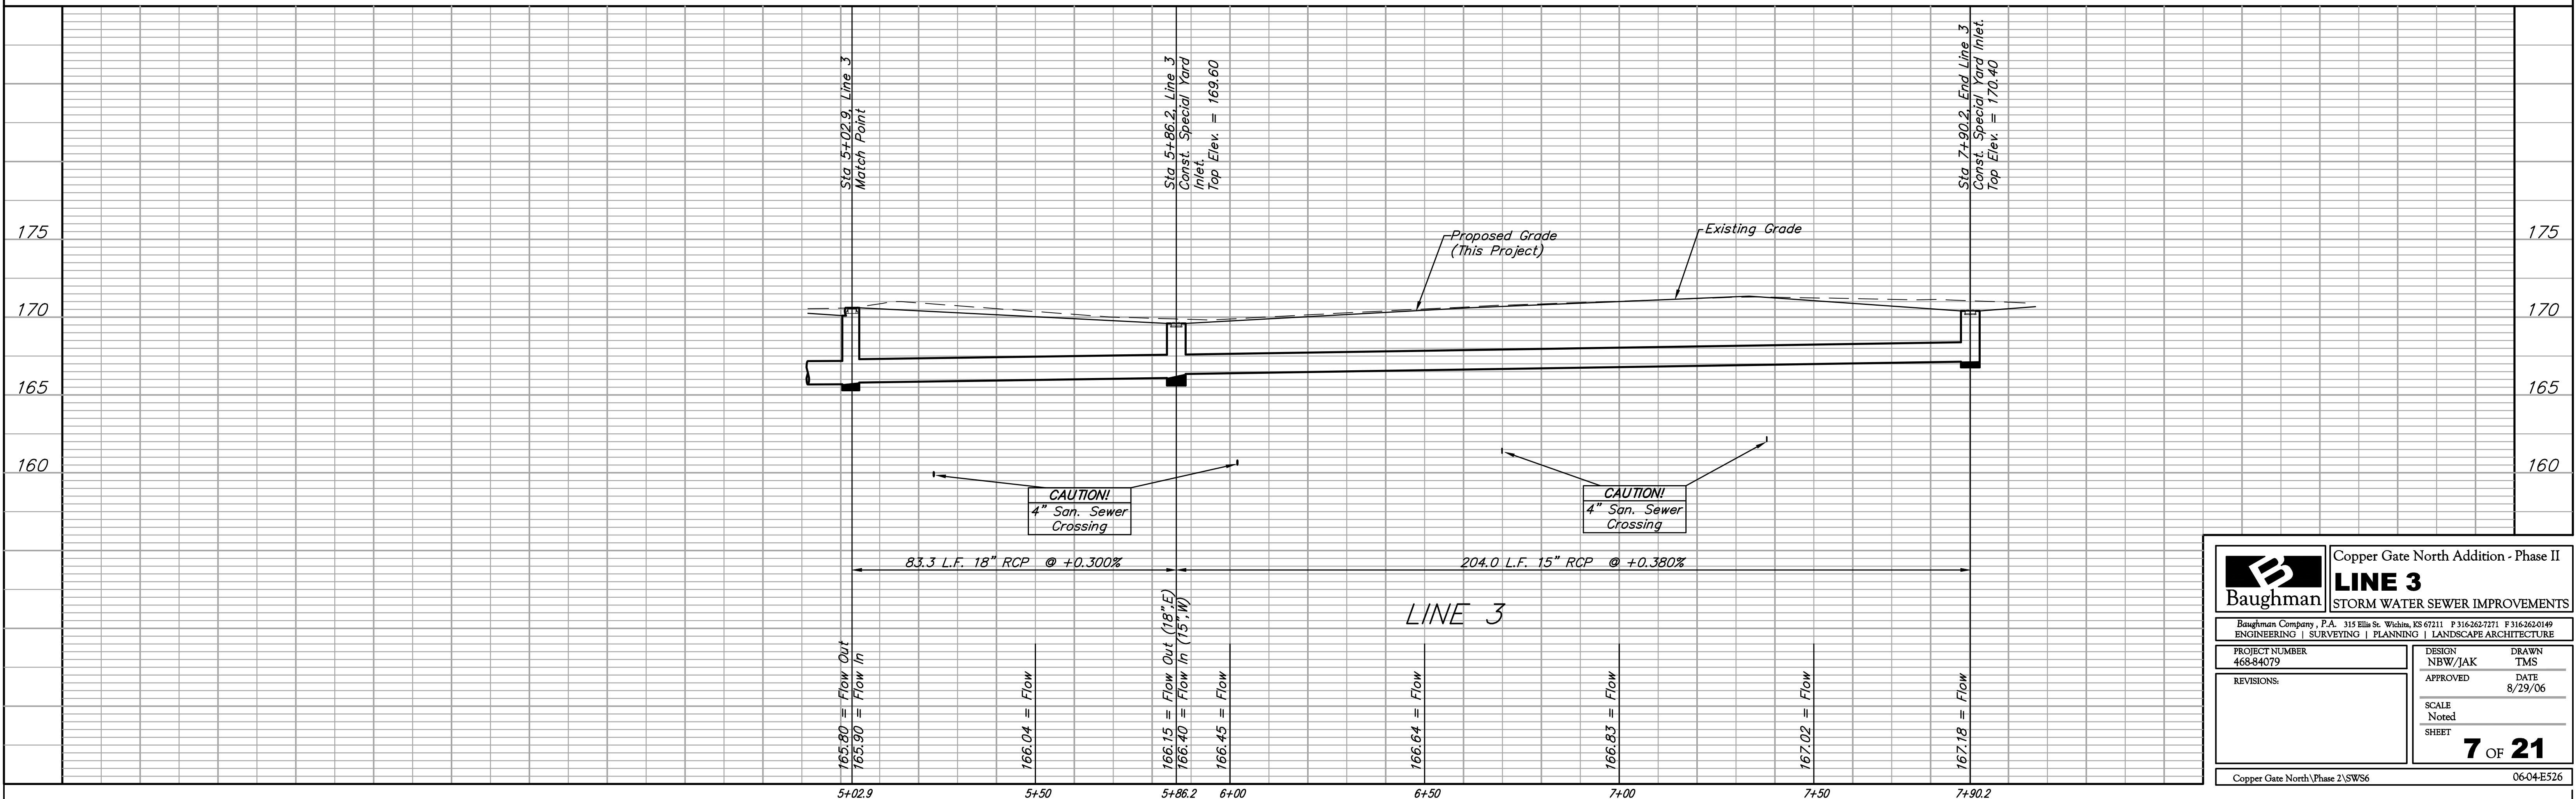 Sta 5+02.9, Line 3
Match Point
Sta 5+86.2, Line 3
Const. Special Yard
Inlet.
Top Elev. = 169.60
Sta 7+90.2, End Line 3
Const. Special Yard Inlet.
Top Elev. = 170.40
175
170
165
160
175
170
165
160
Proposed Grade
(This Project)
Existing Grade
CAUTION!
4" San. Sewer
Crossing
CAUTION!
4" San. Sewer
Crossing
83.3 L.F. 18" RCP @ +0.300%
204.0 L.F. 15" RCP @ +0.380%
LINE 3
165.80 = Flow Out
165.90 = Flow In
166.04 = Flow
166.15 = Flow Out (18",E)
166.40 = Flow In (15",W)
166.45 = Flow
166.64 = Flow
166.83 = Flow
167.02 = Flow
167.18 = Flow
5+02.9
5+50
5+86.2
6+00
6+50
7+00
7+50
7+90.2
B
Baughman
Copper Gate North Addition - Phase II
LINE 3
STORM WATER SEWER IMPROVEMENTS
Baughman Company, P.A. 315 Ellis St. Wichita, KS 67211 P 316-262-7271 F 316-262-0149
ENGINEERING | SURVEYING | PLANNING | LANDSCAPE ARCHITECTURE
PROJECT NUMBER
468-84079
REVISIONS:
DESIGN
NBW/JAK
DRAWN
TMS
APPROVED
DATE
8/29/06
SCALE
Noted
SHEET
7 OF 21
Copper Gate North\Phase 2\SWS6
06-04-E526